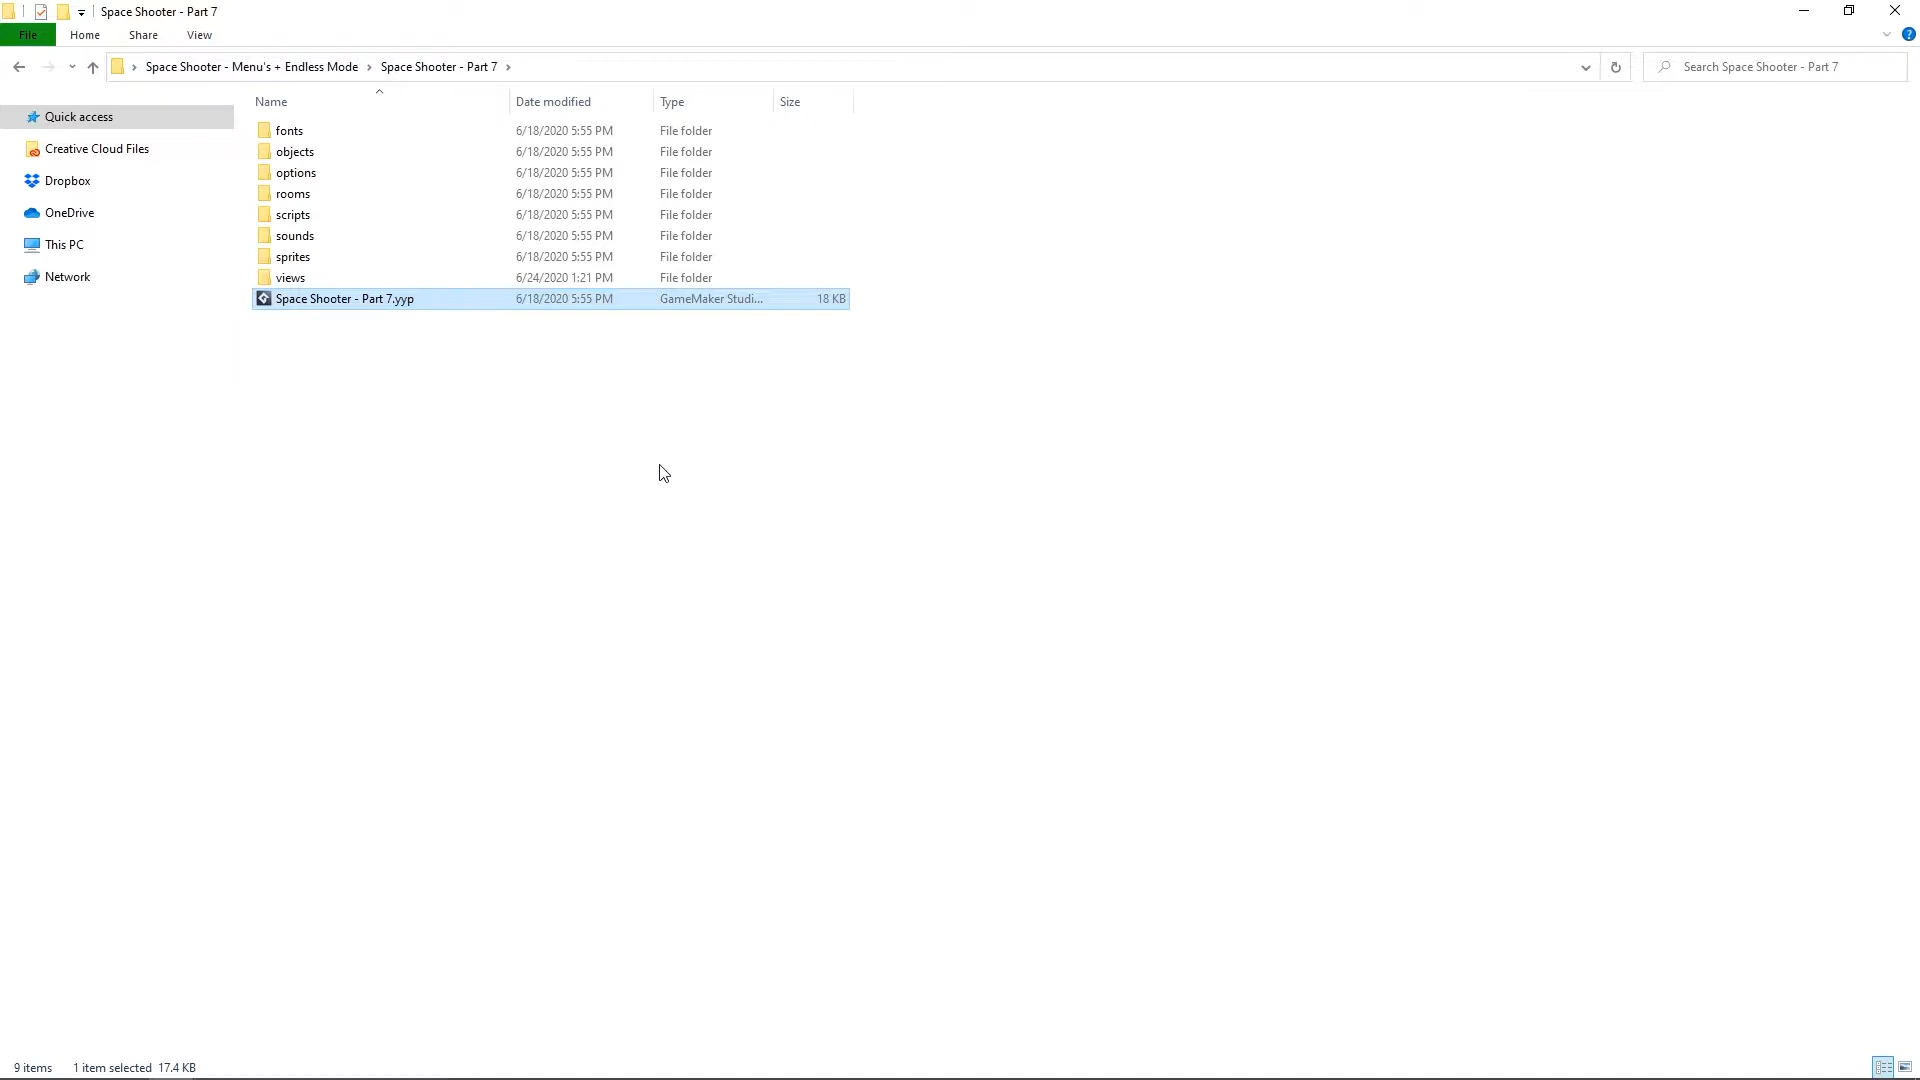 Space Shooter - Part 7
File Home Share View ?
Space Shooter - Menu's + Endless Mode Space Shooter - Part 7 Search Space Shooter - Part 7
Name Date modified Type Size
Quick access
Creative Cloud Files
Dropbox
OneDrive
This PC
Network
fonts 6/18/2020 5:55 PM File folder
objects 6/18/2020 5:55 PM File folder
options 6/18/2020 5:55 PM File folder
rooms 6/18/2020 5:55 PM File folder
scripts 6/18/2020 5:55 PM File folder
sounds 6/18/2020 5:55 PM File folder
sprites 6/18/2020 5:55 PM File folder
views 6/24/2020 1:21 PM File folder
Space Shooter - Part 7.yyp 6/18/2020 5:55 PM GameMaker Studi... 18 KB
9 items 1 item selected 17.4 KB